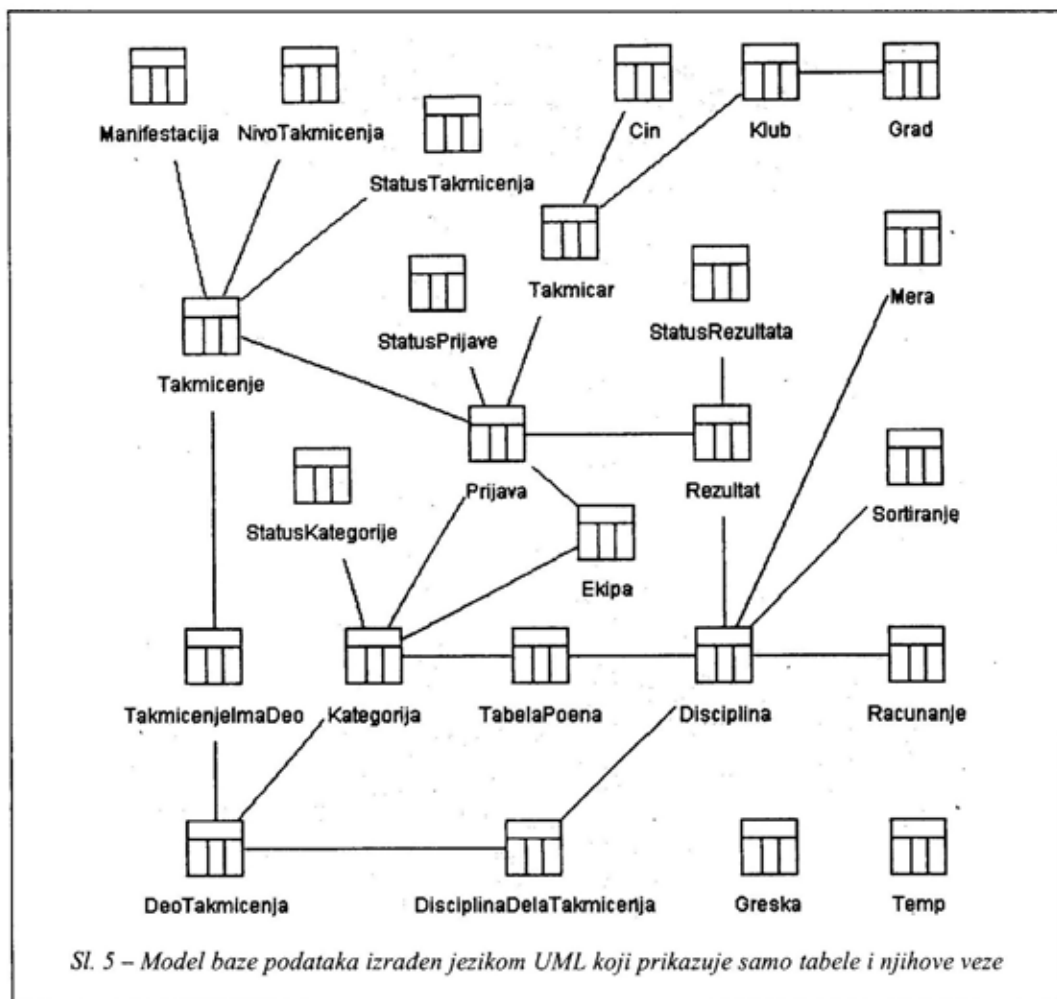 Manifestacija
NivoTakmicenja
StatusTakmicenja
Cin
Klub
Grad
Takmicar
Mera
StatusPrijave
StatusRezultata
Takmicenje
Prijava
Rezultat
Sortiranje
StatusKategorije
Ekipa
TakmicenjeImaDeo
Kategorija
TabelaPoena
Disciplina
Racunanje
DeoTakmicenja
DisciplinaDelaTakmicenja
Greska
Temp
Sl. 5 – Model baze podataka izrađen jezikom UML koji prikazuje samo tabele i njihove veze